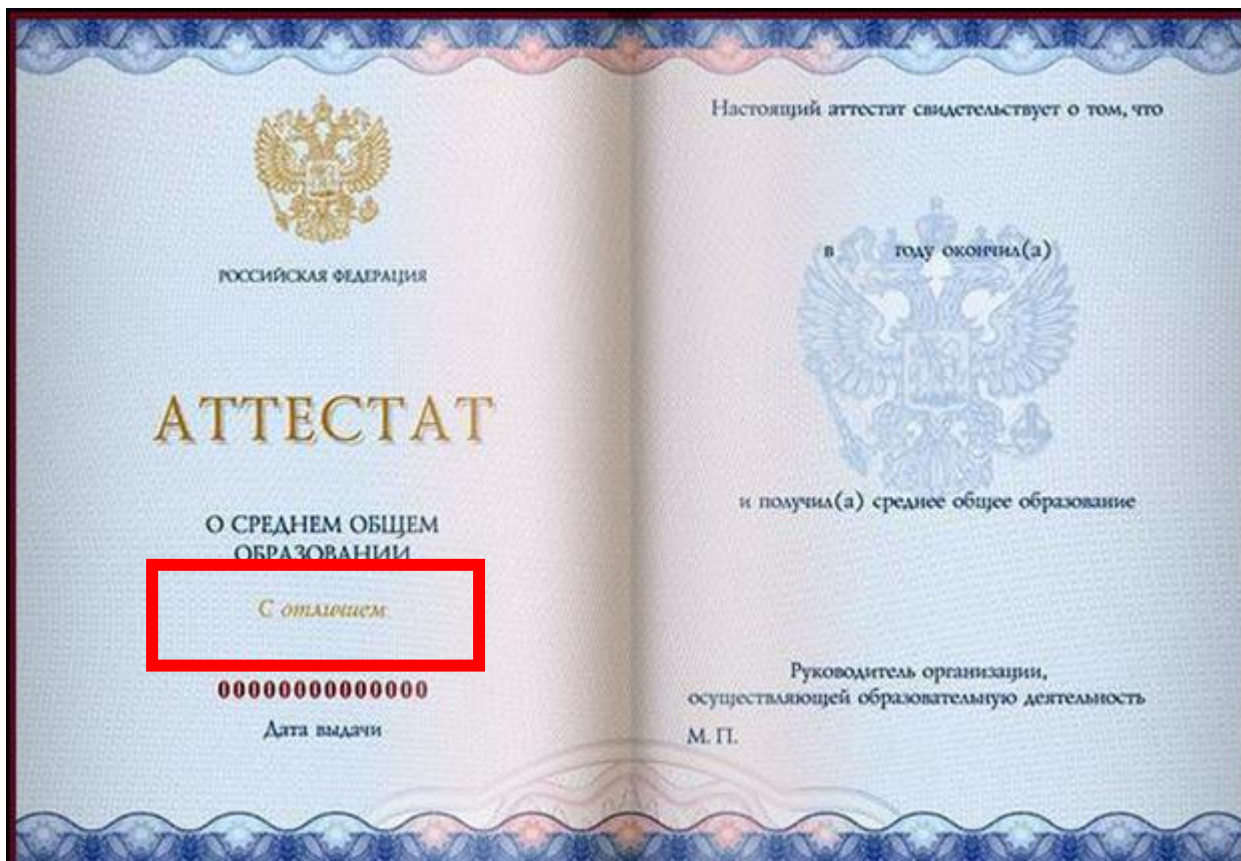 РОССИЙСКАЯ ФЕДЕРАЦИЯ
АТТЕСТАТ
О СРЕДНЕМ ОБЩЕМ
ОБРАЗОВАНИИ
С отличием
00000000000000
Дата выдачи
Настоящий аттестат свидетельствует о том, что
в году окончил(а)
и получил(а) среднее общее образование
Руководитель организации,
осуществляющей образовательную деятельность
М. П.